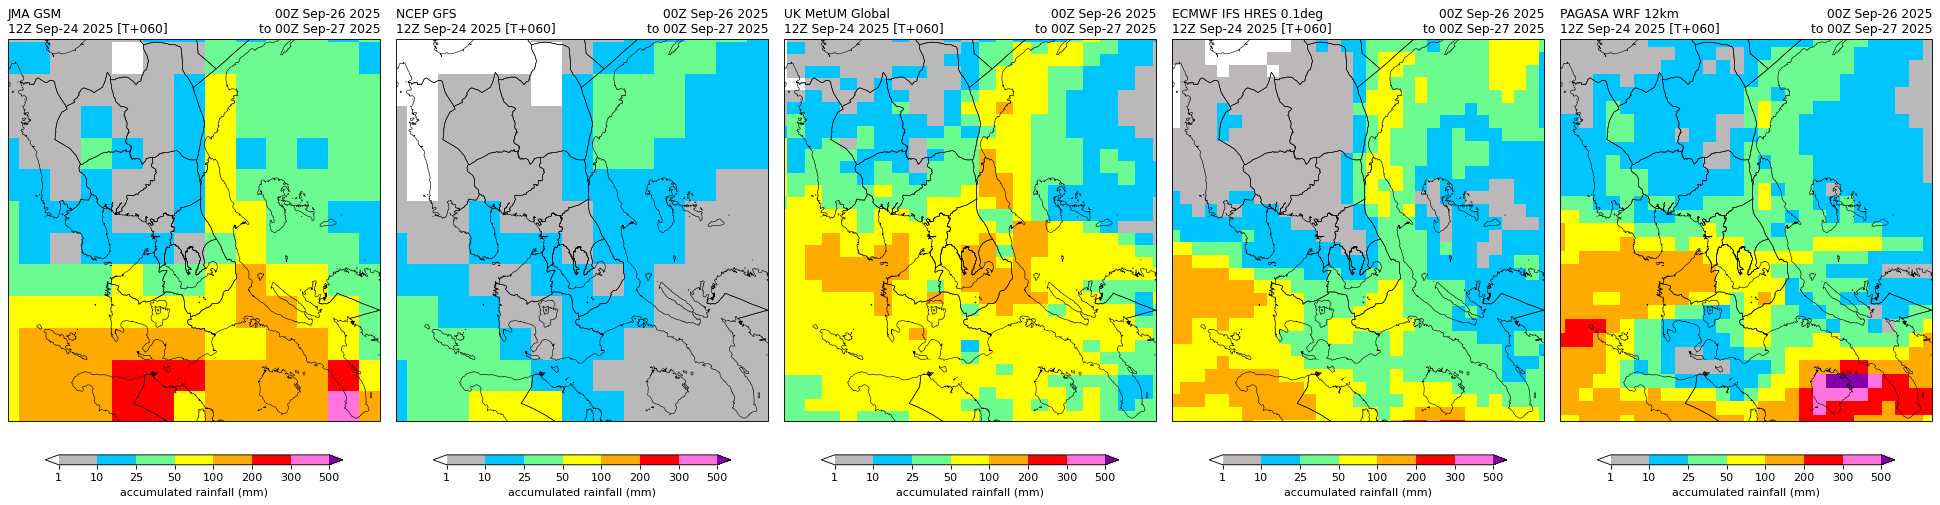 JMA GSM 00Z Sep-26 2025
12Z Sep-24 2025 [T+060] to 00Z Sep-27 2025
NCEP GFS 00Z Sep-26 2025
12Z Sep-24 2025 [T+060] to 00Z Sep-27 2025
UK MetUM Global 00Z Sep-26 2025
12Z Sep-24 2025 [T+060] to 00Z Sep-27 2025
ECMWF IFS HRES 0.1deg 00Z Sep-26 2025
12Z Sep-24 2025 [T+060] to 00Z Sep-27 2025
PAGASA WRF 12km 00Z Sep-26 2025
12Z Sep-24 2025 [T+060] to 00Z Sep-27 2025
1 10 25 50 100 200 300 500
accumulated rainfall (mm)
1 10 25 50 100 200 300 500
accumulated rainfall (mm)
1 10 25 50 100 200 300 500
accumulated rainfall (mm)
1 10 25 50 100 200 300 500
accumulated rainfall (mm)
1 10 25 50 100 200 300 500
accumulated rainfall (mm)